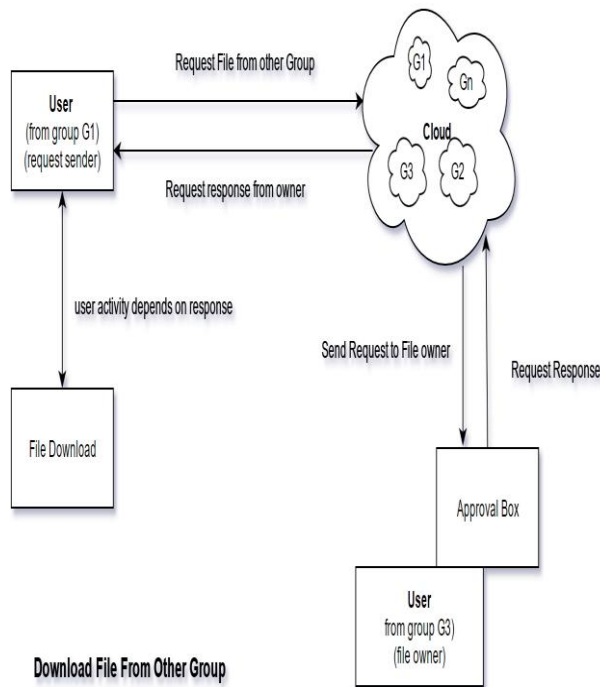 Request File from other Group
User
(from group G1)
(request sender)
G1
Gn
Cloud
G3
G2
Request response from owner
user activity depends on response
Send Request to File owner
Request Response
File Download
Approval Box
User
from group G3)
(file owner)
Download File From Other Group